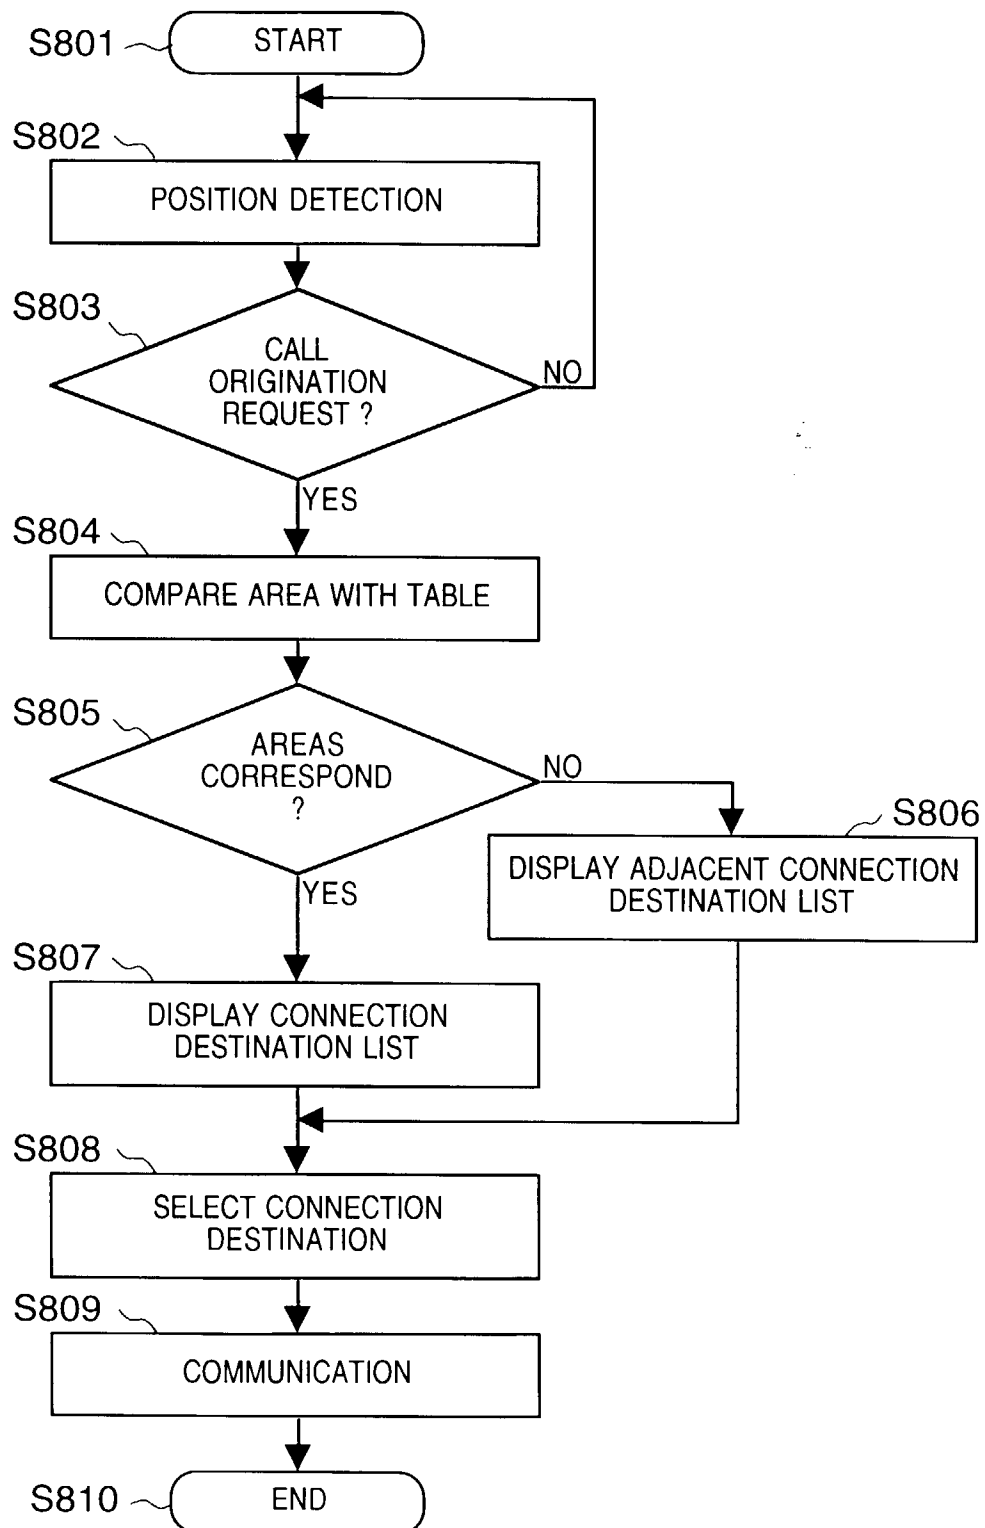 S801
START
S802
POSITION DETECTION
S803
CALL
ORIGINATION
REQUEST ?
NO
YES
S804
COMPARE AREA WITH TABLE
S805
AREAS
CORRESPOND
?
NO
YES
S806
DISPLAY ADJACENT CONNECTION
DESTINATION LIST
S807
DISPLAY CONNECTION
DESTINATION LIST
S808
SELECT CONNECTION
DESTINATION
S809
COMMUNICATION
S810
END